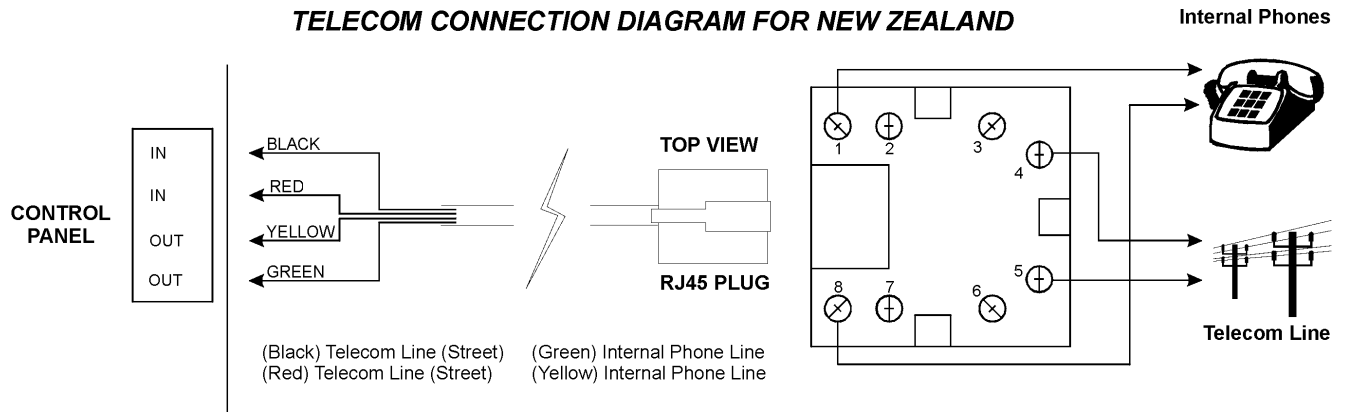 TELECOM CONNECTION DIAGRAM FOR NEW ZEALAND
Internal Phones
CONTROL
PANEL
IN
IN
OUT
OUT
BLACK
RED
YELLOW
GREEN
TOP VIEW
RJ45 PLUG
1
2
3
4
5
6
7
8
Telecom Line
(Black) Telecom Line (Street)
(Red) Telecom Line (Street)
(Green) Internal Phone Line
(Yellow) Internal Phone Line